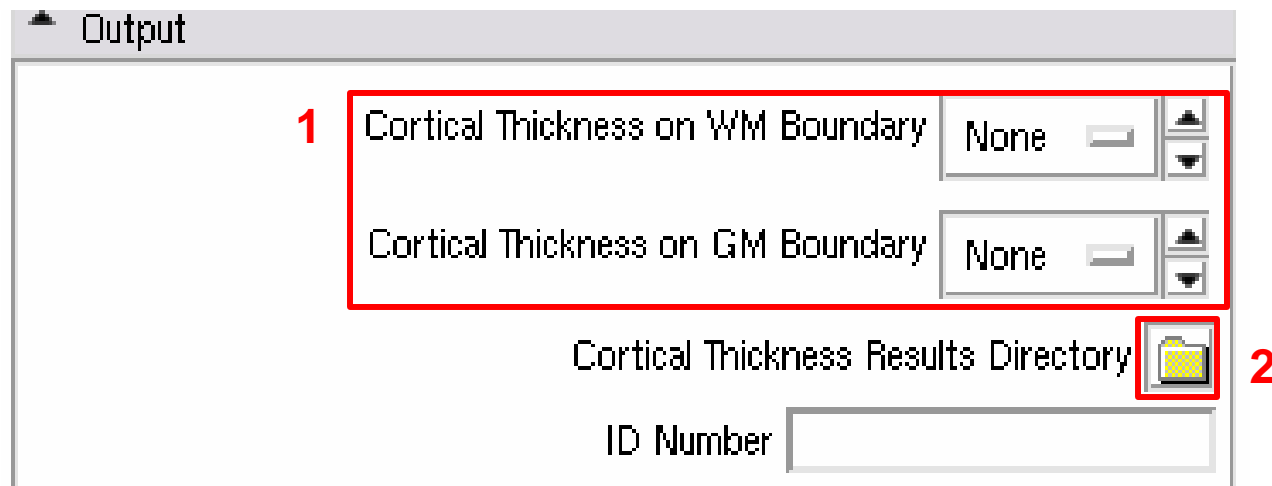 Output
1 Cortical Thickness on WM Boundary None
Cortical Thickness on GM Boundary None
Cortical Thickness Results Directory 2
ID Number